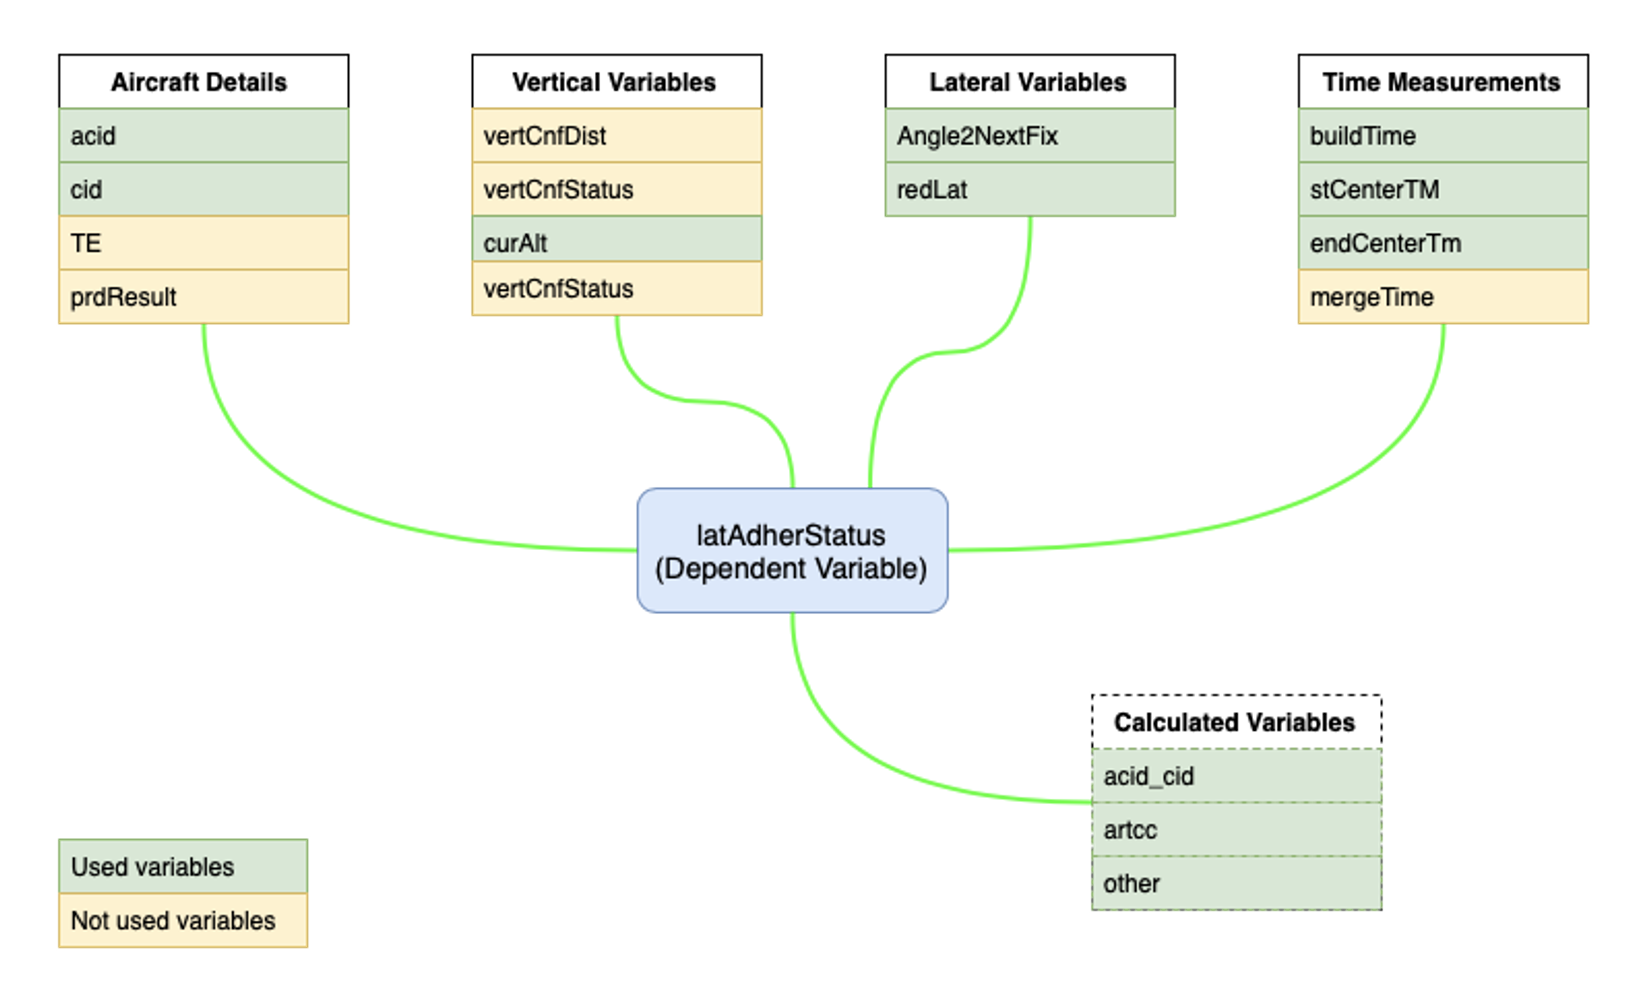 Aircraft Details
acid
cid
TE
prdResult
Vertical Variables
vertCnfDist
vertCnfStatus
curAlt
vertCnfStatus
Lateral Variables
Angle2NextFix
redLat
Time Measurements
buildTime
stCenterTM
endCenterTm
mergeTime
latAdherStatus
(Dependent Variable)
Calculated Variables
acid_cid
artcc
other
Used variables
Not used variables